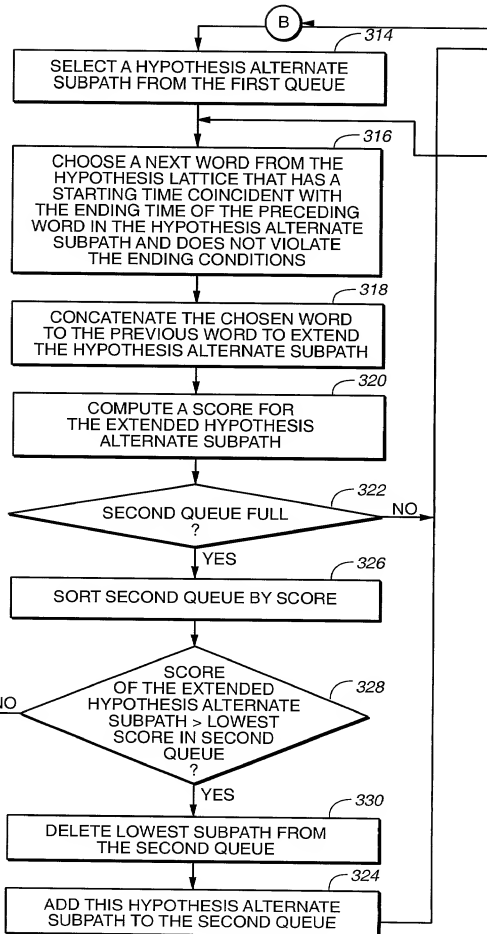 B
314
SELECT A HYPOTHESIS ALTERNATE
SUBPATH FROM THE FIRST QUEUE
316
CHOOSE A NEXT WORD FROM THE
HYPOTHESIS LATTICE THAT HAS A
STARTING TIME COINCIDENT WITH
THE ENDING TIME OF THE PRECEDING
WORD IN THE HYPOTHESIS ALTERNATE
SUBPATH AND DOES NOT VIOLATE
THE ENDING CONDITIONS
318
CONCATENATE THE CHOSEN WORD
TO THE PREVIOUS WORD TO EXTEND
THE HYPOTHESIS ALTERNATE SUBPATH
320
COMPUTE A SCORE FOR
THE EXTENDED HYPOTHESIS
ALTERNATE SUBPATH
322
SECOND QUEUE FULL
?
NO
YES
326
SORT SECOND QUEUE BY SCORE
328
SCORE
OF THE EXTENDED
HYPOTHESIS ALTERNATE
SUBPATH > LOWEST
SCORE IN SECOND
QUEUE
?
NO
YES
330
DELETE LOWEST SUBPATH FROM
THE SECOND QUEUE
324
ADD THIS HYPOTHESIS ALTERNATE
SUBPATH TO THE SECOND QUEUE